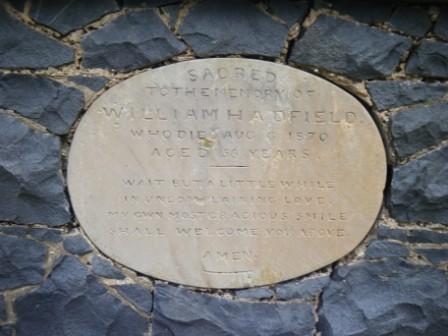 SACRED
TO THE MEMORY OF
WILLIAM HADFIELD.
WHO DIED AUG 6 1870
AGED 56 YEARS.
WAIT BUT A LITTLE WHILE
IN UNCOMPLAINING LOVE,
MY OWN MOST GRACIOUS SMILE
SHALL WELCOME YOU ABOVE.
AMEN.